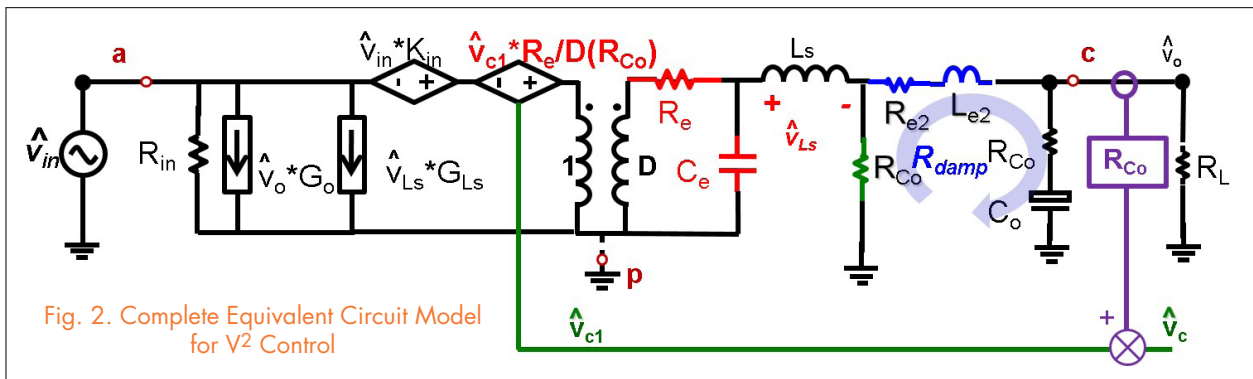 a
v̂in*Kin
v̂c1*Re/D(RCo)
Ls
c
v̂o
v̂in
Rin
v̂o*Go
v̂Ls*GLs
- +
- +
1
D
Re
Ce
+ -
v̂Ls
Re2
Le2
RCo
Rdamp
RCo
Co
RCo
RL
p
v̂c1
+
v̂c
Fig. 2. Complete Equivalent Circuit Model
for V² Control